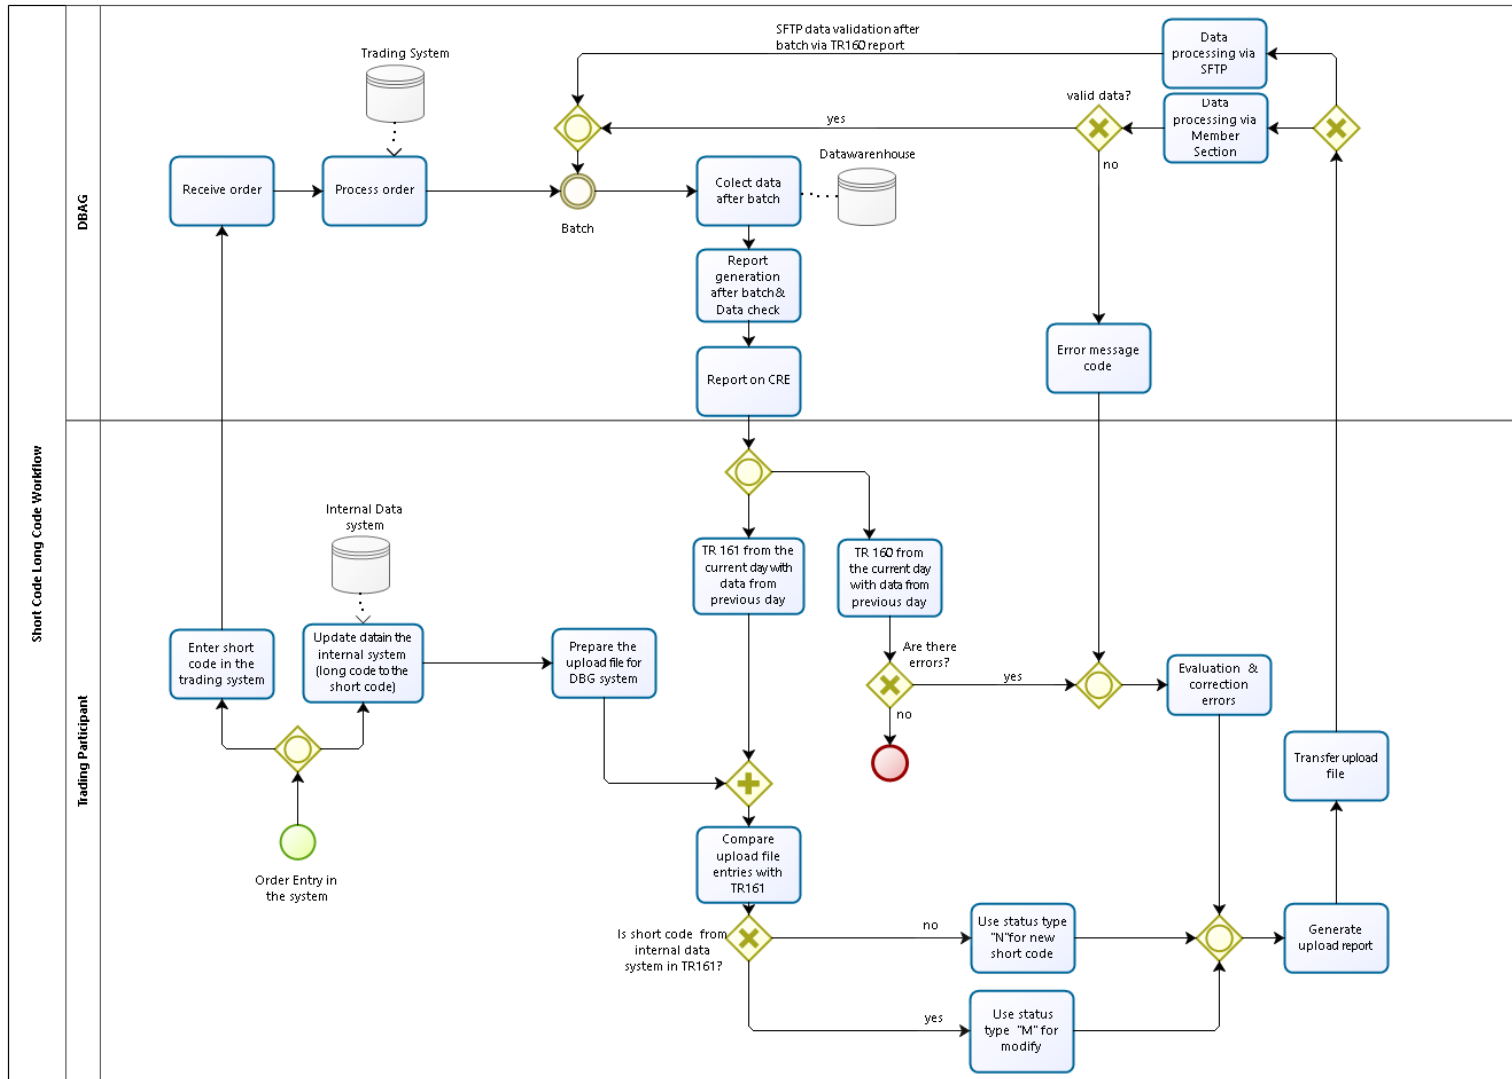 Short Code Long Code Workflow
DBAG
Trading Participant
SFTP data validation after
batch via TR160 report
Data
processing via
SFTP
Trading System
valid data?
Data
processing via
Member
Section
yes
no
Datawarenhouse
Receive order
Process order
Batch
Colect data
after batch
Report
generation
after batch&
Data check
Error message
code
Report on CRE
Internal Data
system
TR 161 from the
current day with
data from
previous day
TR 160 from
the current day
with data from
previous day
Enter short
code in the
trading system
Update datain the
internal system
(long code to the
short code)
Prepare the
upload file for
DBG system
Are there
errors?
yes
no
Evaluation &
correction
errors
Transfer upload
file
Order Entry in
the system
Compare
upload file
entries with
TR161
Is short code from
internal data
system in TR161?
no
Use status type
"N"for new
short code
Generate
upload report
yes
Use status
type "M" for
modify